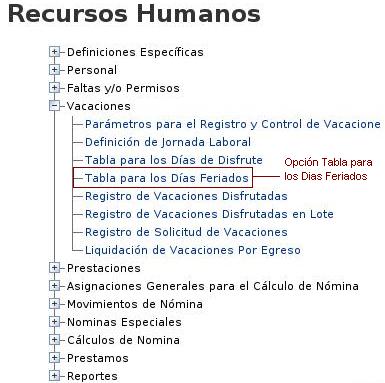 Recursos Humanos
Definiciones Específicas
Personal
Faltas y/o Permisos
Vacaciones
Parámetros para el Registro y Control de Vacacione
Definición de Jornada Laboral
Tabla para los Días de Disfrute
Tabla para los Días Feriados
Opción Tabla para
los Dias Feriados
Registro de Vacaciones Disfrutadas
Registro de Vacaciones Disfrutadas en Lote
Registro de Solicitud de Vacaciones
Liquidación de Vacaciones Por Egreso
Prestaciones
Asignaciones Generales para el Cálculo de Nómina
Movimientos de Nómina
Nominas Especiales
Cálculos de Nomina
Prestamos
Reportes